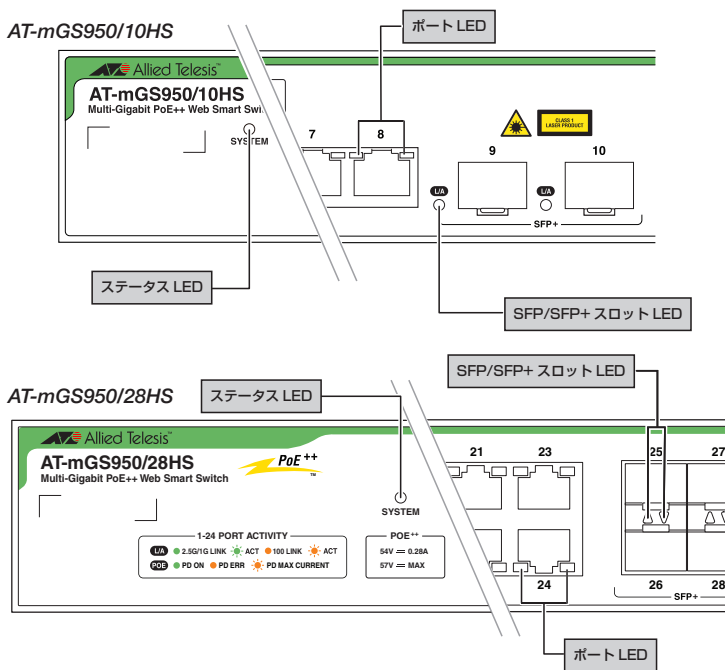 AT-mGS950/10HS
ポート LED
Allied Telesis™
AT-mGS950/10HS
Multi-Gigabit PoE++ Web Smart Swi
SYSTEM
7
8
CLASS 1
LASER PRODUCT
9
10
L/A
L/A
SFP+
ステータス LED
SFP/SFP+ スロット LED
SFP/SFP+ スロット LED
AT-mGS950/28HS
ステータス LED
Allied Telesis™
AT-mGS950/28HS
Multi-Gigabit PoE++ Web Smart Switch
PoE ++
TM
SYSTEM
21
23
25
27
1-24 PORT ACTIVITY
L/A 2.5G/1G LINK ACT 100 LINK ACT
POE PD ON PD ERR PD MAX CURRENT
POE++
54V 0.28A
57V MAX
24
26
28
SFP+
ポート LED